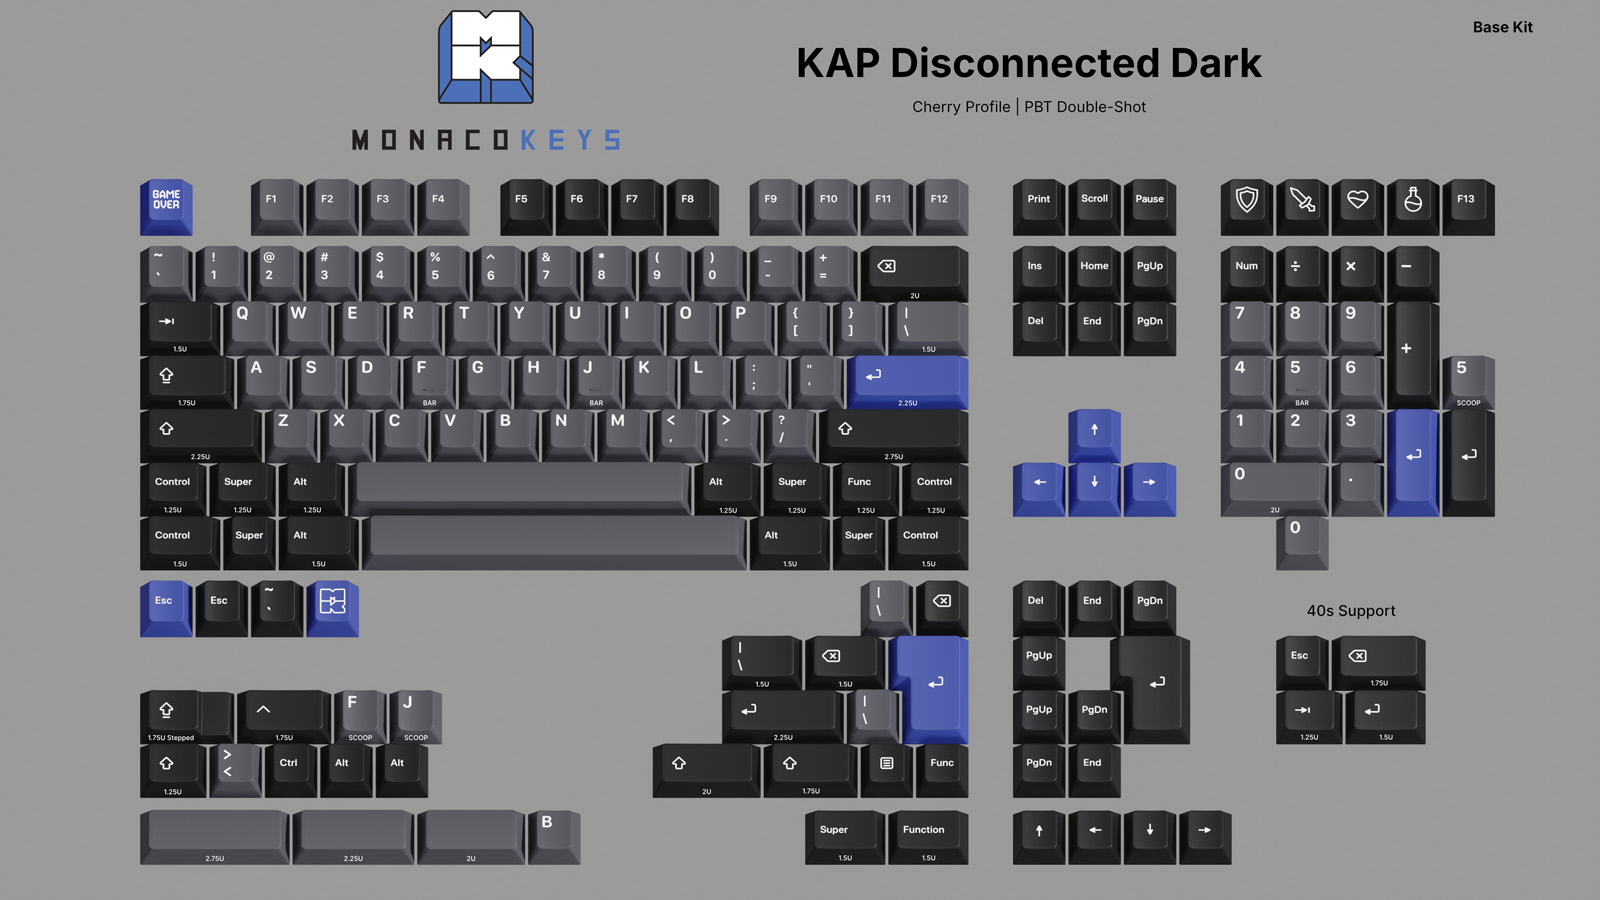 Base Kit
KAP Disconnected Dark
Cherry Profile | PBT Double-Shot
MONACOKEYS
GAME OVER F1 F2 F3 F4 F5 F6 F7 F8 F9 F10 F11 F12 Print Scroll Pause F13
~ ! @ # $ % ^ & * ( ) _ +
` 1 2 3 4 5 6 7 8 9 0 - = Ins Home PgUp Num ÷ × −
2U
Q W E R T Y U I O P { } | 7 8 9
[ ] \ Del End PgDn
1.5U 1.5U
+
A S D F G H J K L : " 4 5 6 5
; '
1.75U BAR BAR 2.25U BAR SCOOP
Z X C V B N M < > ? 1 2 3
, . /
2.25U 2.75U
Control Super Alt Alt Super Func Control 0 .
1.25U 1.25U 1.25U 1.25U 1.25U 1.25U 1.25U 2U
Control Super Alt Alt Super Control 0
1.5U 1.5U 1.5U 1.5U
Esc Esc ~ ` | \ Del End PgDn
40s Support
| \ PgUp Esc
1.5U 1.5U 1.75U
F J | \ PgUp PgDn
1.75U Stepped 1.75U SCOOP SCOOP 2.25U 1.25U 1.5U
> < Ctrl Alt Alt Func PgDn End
1.25U 2U 1.75U
B Super Function
2.75U 2.25U 2U 1.5U 1.5U